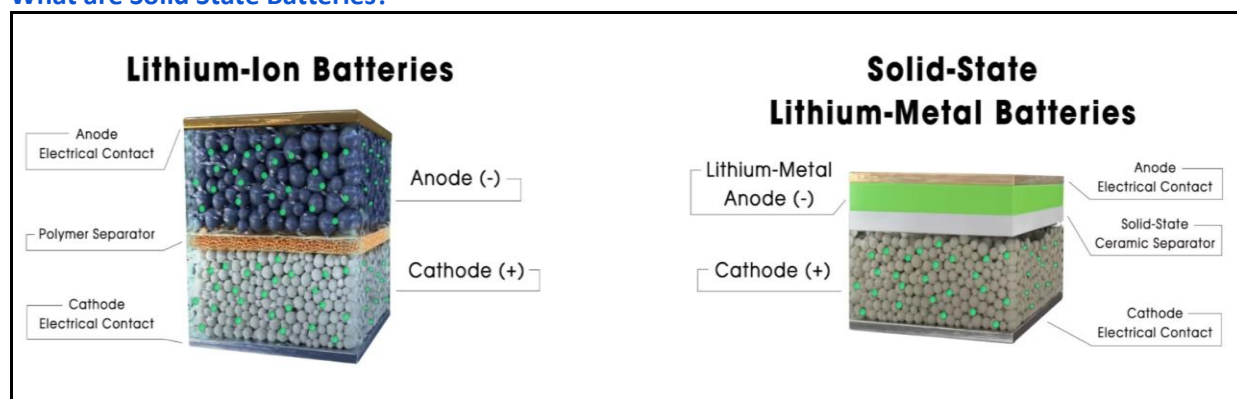 What are Solid State Batteries?
Lithium-Ion Batteries
Anode
Electrical Contact
Anode (-)
Polymer Separator
Cathode (+)
Cathode
Electrical Contact
Solid-State
Lithium-Metal Batteries
Lithium-Metal
Anode (-)
Anode
Electrical Contact
Solid-State
Ceramic Separator
Cathode (+)
Cathode
Electrical Contact